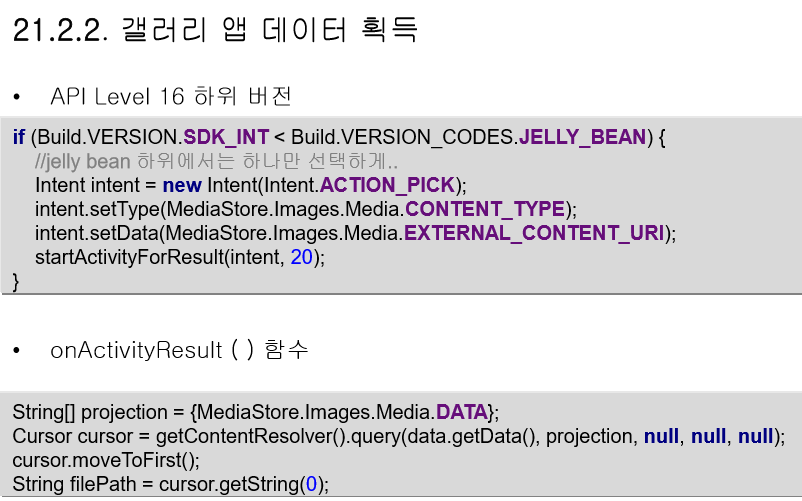 21.2.2. 갤러리 앱 데이터 획득
• API Level 16 하위 버전
if (Build.VERSION.SDK_INT < Build.VERSION_CODES.JELLY_BEAN) {
//jelly bean 하위에서는 하나만 선택하게..
Intent intent = new Intent(Intent.ACTION_PICK);
intent.setType(MediaStore.Images.Media.CONTENT_TYPE);
intent.setData(MediaStore.Images.Media.EXTERNAL_CONTENT_URI);
startActivityForResult(intent, 20);
}
• onActivityResult ( ) 함수
String[] projection = {MediaStore.Images.Media.DATA};
Cursor cursor = getContentResolver().query(data.getData(), projection, null, null, null);
cursor.moveToFirst();
String filePath = cursor.getString(0);